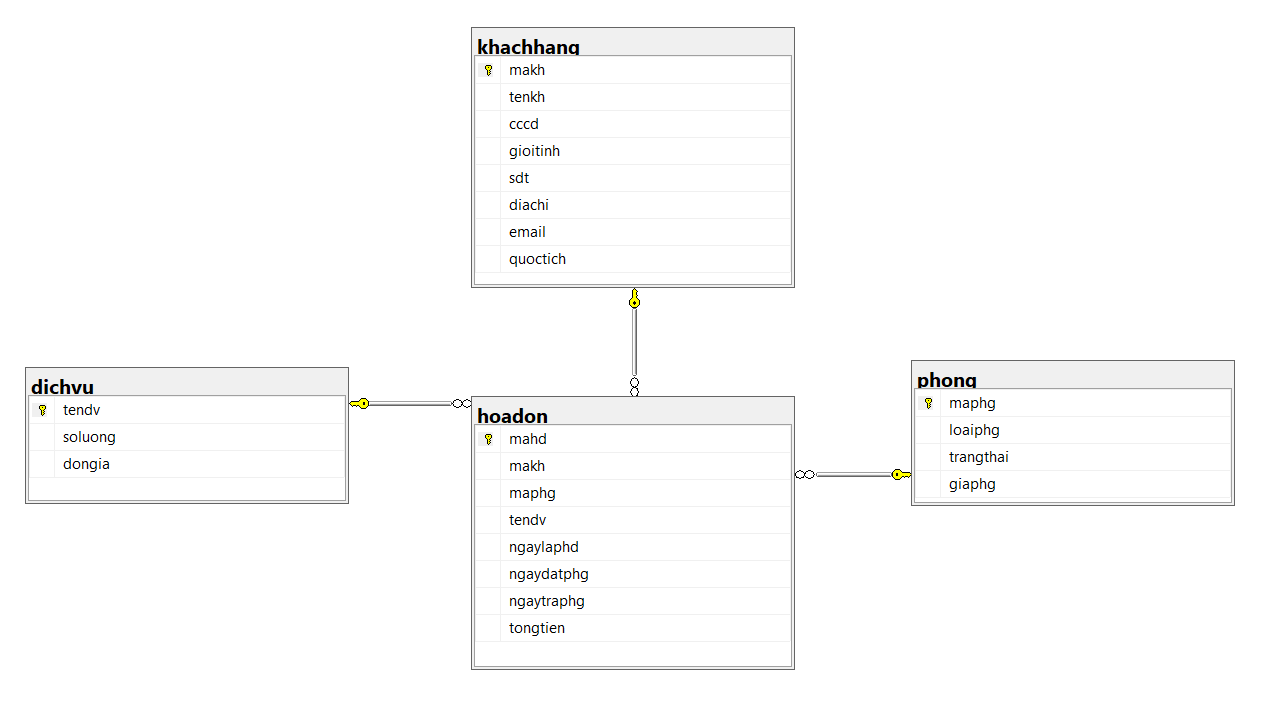 khachhang
makh
tenkh
cccd
gioitinh
sdt
diachi
email
quoctich
dichvu
tendv
soluong
dongia
hoadon
mahd
makh
maphg
tendv
ngaylaphd
ngaydatphg
ngaytraphg
tongtien
phong
maphg
loaiphg
trangthai
giaphg